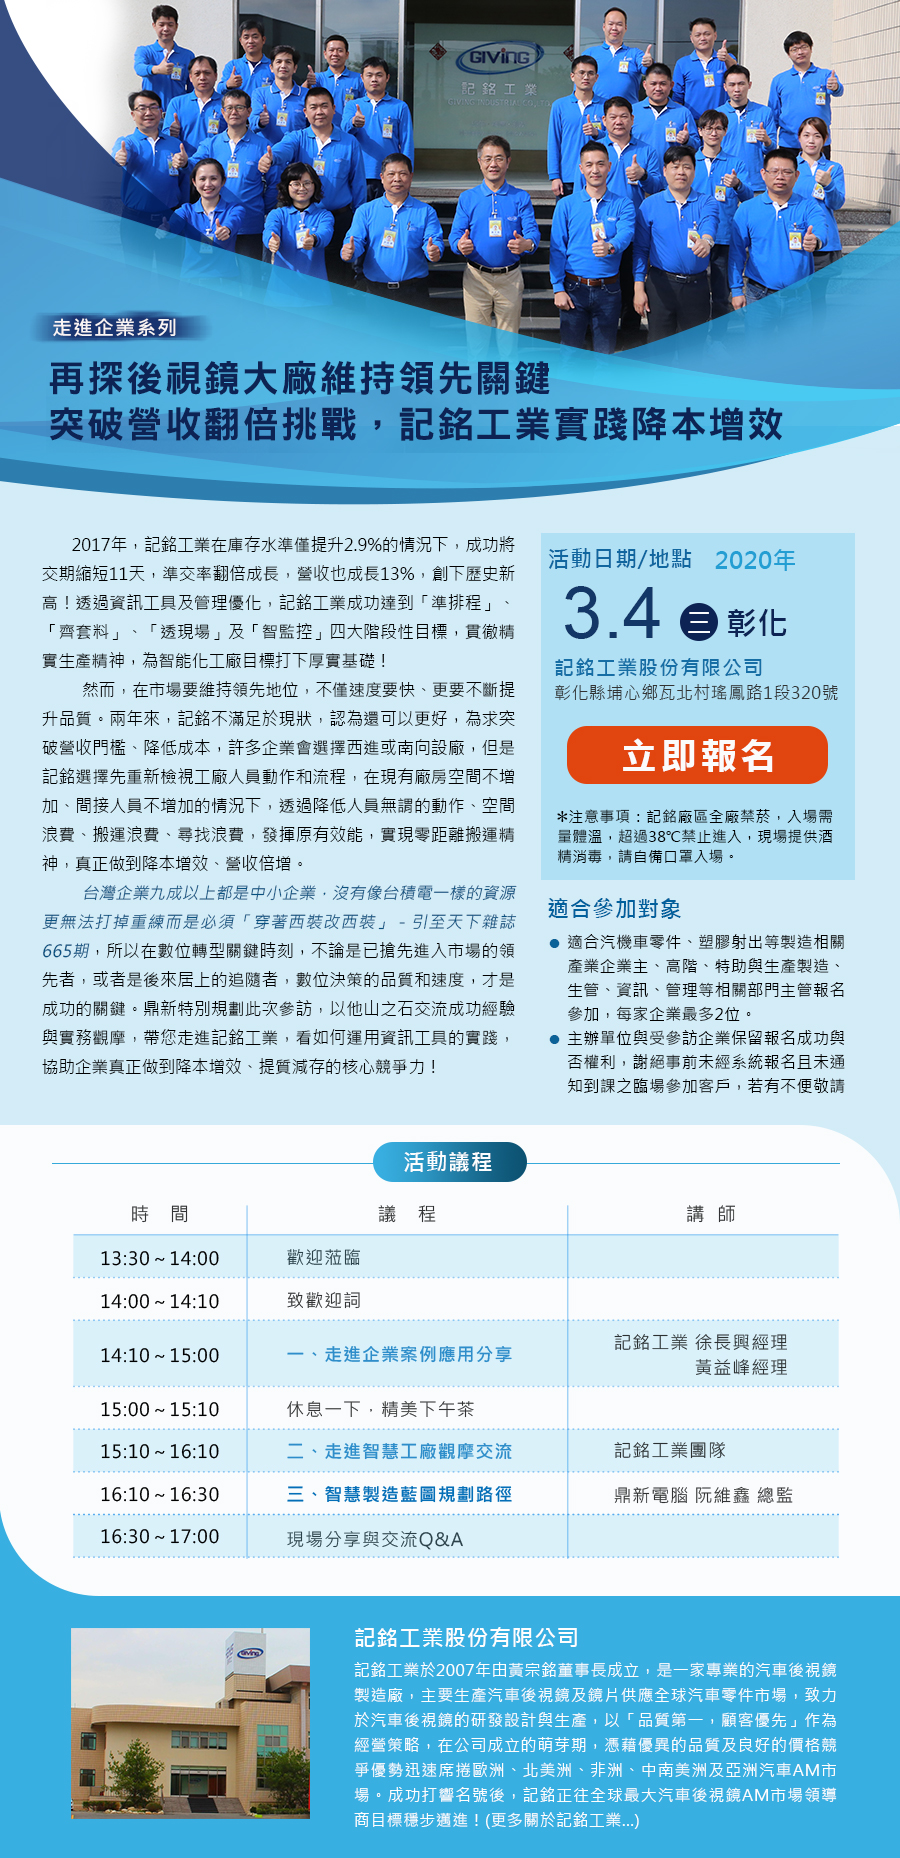 GIVING
記銘工業
走進企業系列
再探後視鏡大廠維持領先關鍵
突破營收翻倍挑戰，記銘工業實踐降本增效
2017年，記銘工業在庫存水準僅提升2.9%的情況下，成功將
交期縮短11天，準交率翻倍成長，營收也成長13%，創下歷史新
高！透過資訊工具及管理優化，記銘工業成功達到「準排程」、
「齊套料」、「透現場」及「智監控」四大階段性目標，貫徹精
實生產精神，為智能化工廠目標打下厚實基礎！
然而，在市場要維持領先地位，不僅速度要快、更要不斷提
升品質。兩年來，記銘不滿足於現狀，認為還可以更好，為求突
破營收門檻、降低成本，許多企業會選擇西進或南向設廠，但是
記銘選擇先重新檢視工廠人員動作和流程，在現有廠房空間不增
加、間接人員不增加的情況下，透過降低人員無謂的動作、空間
浪費、搬運浪費、尋找浪費，發揮原有效能，實現零距離搬運精
神，真正做到降本增效、營收倍增。
台灣企業九成以上都是中小企業．沒有像台積電一樣的資源
更無法打掉重練而是必須「穿著西裝改西裝」－引至天下雜誌
665期，所以在數位轉型關鍵時刻，不論是已搶先進入市場的領
先者，或者是後來居上的追隨者，數位決策的品質和速度，才是
成功的關鍵。鼎新特別規劃此次參訪，以他山之石交流成功經驗
與實務觀摩，帶您走進記銘工業，看如何運用資訊工具的實踐，
協助企業真正做到降本增效、提質減存的核心競爭力！
活動日期/地點 2020年
3.4 三 彰化
記銘工業股份有限公司
彰化縣埔心鄉瓦北村瑤鳳路1段320號
立即報名
＊注意事項：記銘廠區全廠禁菸，入場需
量體溫，超過38℃禁止進入，現場提供酒
精消毒，請自備口罩入場。
適合參加對象
● 適合汽機車零件、塑膠射出等製造相關
產業企業主、高階、特助與生產製造、
生管、資訊、管理等相關部門主管報名
參加，每家企業最多2位。
● 主辦單位與受參訪企業保留報名成功與
否權利，謝絕事前未經系統報名且未通
知到課之臨場參加客戶，若有不便敬請
活動議程
時 間 議 程 講 師
13:30～14:00 歡迎蒞臨
14:00～14:10 致歡迎詞
14:10～15:00 一、走進企業案例應用分享 記銘工業 徐長興經理
黃益峰經理
15:00～15:10 休息一下．精美下午茶
15:10～16:10 二、走進智慧工廠觀摩交流 記銘工業團隊
16:10～16:30 三、智慧製造藍圖規劃路徑 鼎新電腦 阮維鑫 總監
16:30～17:00 現場分享與交流Q&A
GIVING
記銘工業股份有限公司
記銘工業於2007年由黃宗銘董事長成立，是一家專業的汽車後視鏡
製造廠，主要生產汽車後視鏡及鏡片供應全球汽車零件市場，致力
於汽車後視鏡的研發設計與生產，以「品質第一，顧客優先」作為
經營策略，在公司成立的萌芽期，憑藉優異的品質及良好的價格競
爭優勢迅速席捲歐洲、北美洲、非洲、中南美洲及亞洲汽車AM市
場。成功打響名號後，記銘正往全球最大汽車後視鏡AM市場領導
商目標穩步邁進！(更多關於記銘工業...)